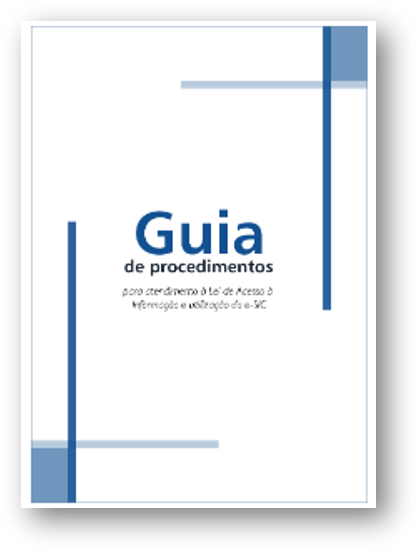 Guia
de procedimentos
para atendimento à Lei de Acesso à
Informação e utilização do e-SIC